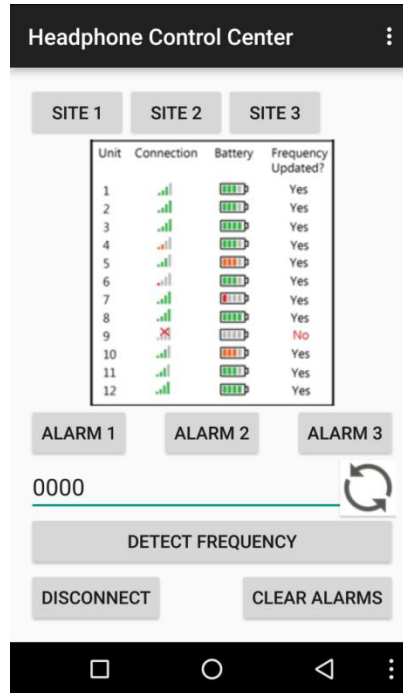 Headphone Control Center
SITE 1 SITE 2 SITE 3
Unit Connection Battery Frequency
Updated?
1 Yes
2 Yes
3 Yes
4 Yes
5 Yes
6 Yes
7 Yes
8 Yes
9 No
10 Yes
11 Yes
12 Yes
ALARM 1 ALARM 2 ALARM 3
0000
DETECT FREQUENCY
DISCONNECT CLEAR ALARMS